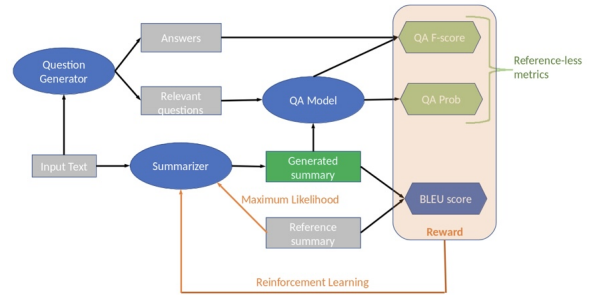 Answers
QA F-score
Question
Generator
Reference-less
metrics
Relevant
questions
QA Model
QA Prob
Input Text
Summarizer
Generated
summary
Maximum Likelihood
BLEU score
Reference
summary
Reward
Reinforcement Learning